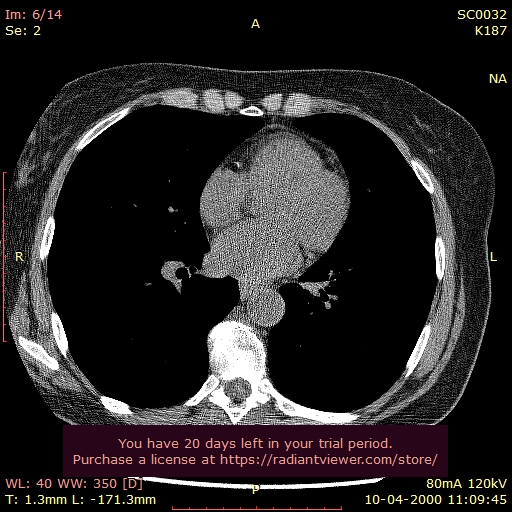 Im: 6/14
Se: 2
A
SC0032
K187
NA
R
L
You have 20 days left in your trial period.
Purchase a license at https://radiantviewer.com/store/
P
WL: 40 WW: 350 [D]
T: 1.3mm L: -171.3mm
80mA 120kV
10-04-2000 11:09:45